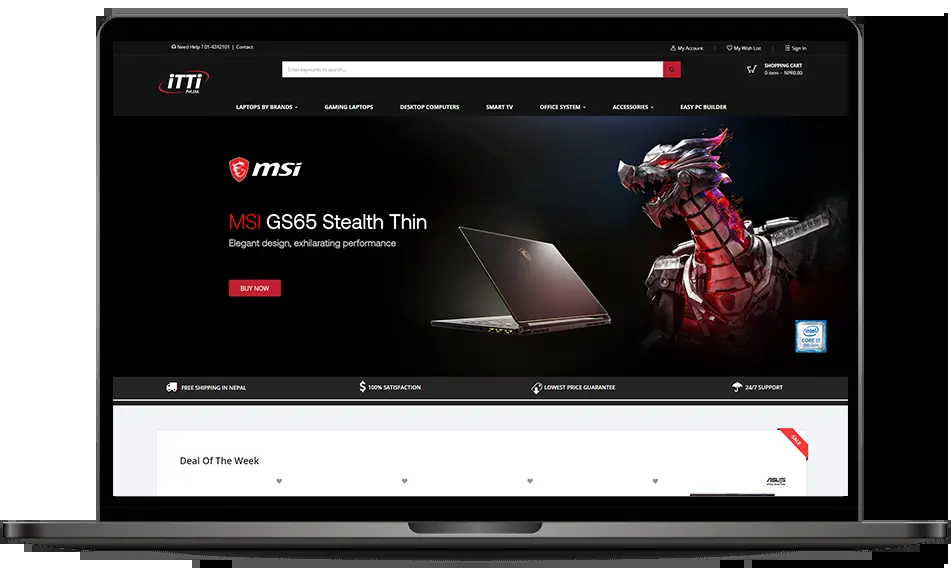 Need Help ? 01-4242101 | Contact
My Account | My Wish List | Sign In
iTTi
Enter keywords to search...
SHOPPING CART
0 item - NPR0.00
LAPTOPS BY BRANDS GAMING LAPTOPS DESKTOP COMPUTERS SMART TV OFFICE SYSTEM ACCESSORIES EASY PC BUILDER
msi
MSI GS65 Stealth Thin
Elegant design, exhilarating performance
BUY NOW
intel
CORE i7
FREE SHIPPING IN NEPAL 100% SATISFACTION LOWEST PRICE GUARANTEE 24/7 SUPPORT
SALE
Deal Of The Week
ASUS